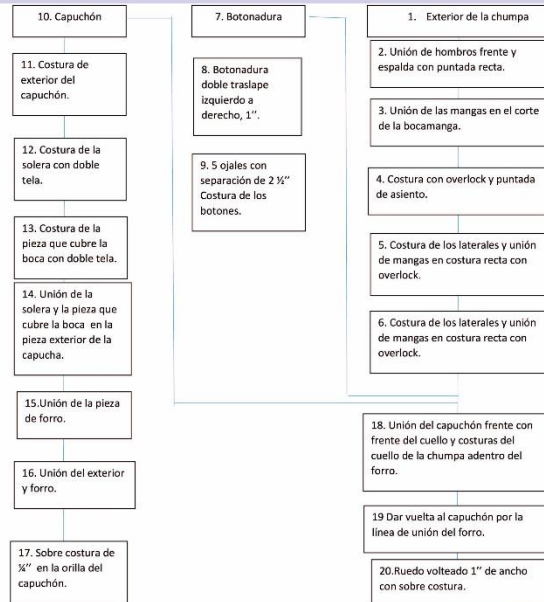 10. Capuchón
11. Costura de
exterior del
capuchón.
12. Costura de la
solera con doble
tela.
13. Costura de la
pieza que cubre la
boca con doble tela.
14. Unión de la
solera y la pieza que
cubre la boca en la
pieza exterior de la
capucha.
15.Unión de la pieza
de forro.
16. Unión del exterior
y forro.
17. Sobre costura de
¼’’ en la orilla del
capuchón.
7. Botonadura
8. Botonadura
doble traslape
izquierdo a
derecho, 1’’.
9. 5 ojales con
separación de 2 ½’’
Costura de los
botones.
1. Exterior de la chumpa
2. Unión de hombros frente y
espalda con puntada recta.
3. Unión de las mangas en el corte
de la bocamanga.
4. Costura con overlock y puntada
de asiento.
5. Costura de los laterales y unión
de mangas en costura recta con
overlock.
6. Costura de los laterales y unión
de mangas en costura recta con
overlock.
18. Unión del capuchón frente con
frente del cuello y costuras del
cuello de la chumpa adentro del
forro.
19 Dar vuelta al capuchón por la
línea de unión del forro.
20.Ruedo volteado 1’’ de ancho
con sobre costura.